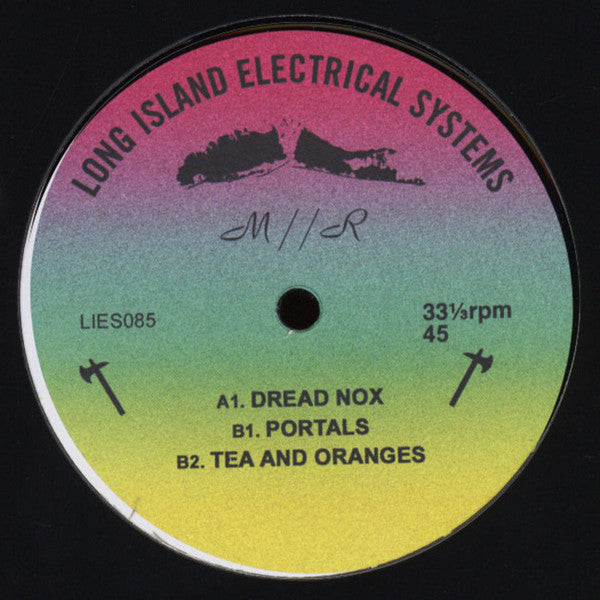 LONG ISLAND ELECTRICAL SYSTEMS
M//R
LIES085
33⅓rpm
45
A1. DREAD NOX
B1. PORTALS
B2. TEA AND ORANGES